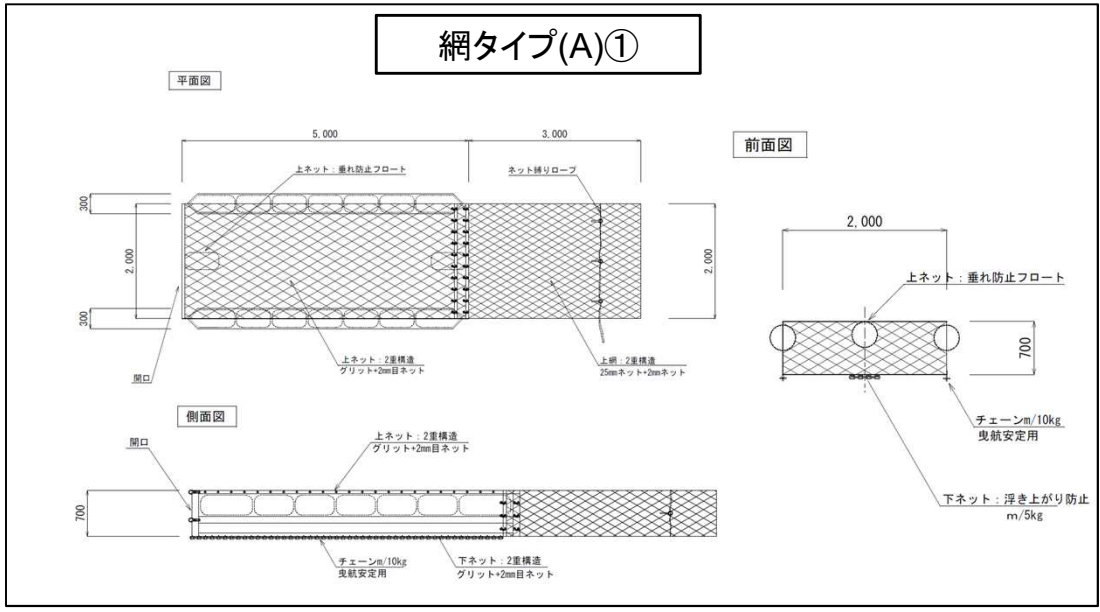 網タイプ(A)①
平面図
5,000
3,000
上ネット：垂れ防止フロート
ネット縛りロープ
300
2,000
300
2,000
開口
上ネット：2重構造
グリット+2mm目ネット
上網：2重構造
25mmネット+2mmネット
前面図
2,000
上ネット：垂れ防止フロート
700
チェーンm/10kg
曳航安定用
下ネット：浮き上がり防止
m/5kg
側面図
開口
上ネット：2重構造
グリット+2mm目ネット
700
チェーンm/10kg
曳航安定用
下ネット：2重構造
グリット+2mm目ネット